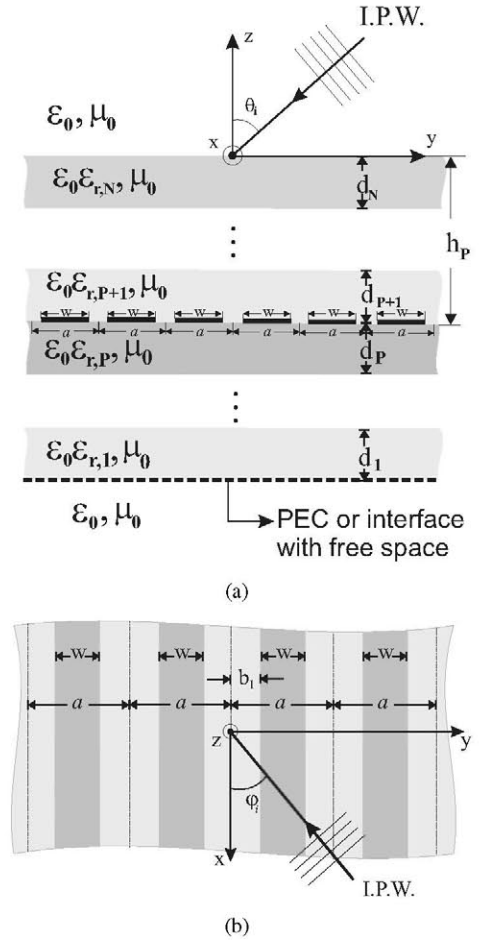 I.P.W.
z
θi
ε0, μ0
x
y
ε0εr,N, μ0
dN
hP
ε0εr,P+1, μ0
dP+1
w w w w w w
a a a a a a
ε0εr,P, μ0
dP
ε0εr,1, μ0
d1
ε0, μ0
PEC or interface
with free space
(a)
w w w w
b1
a a a a
z
y
φi
x
I.P.W.
(b)